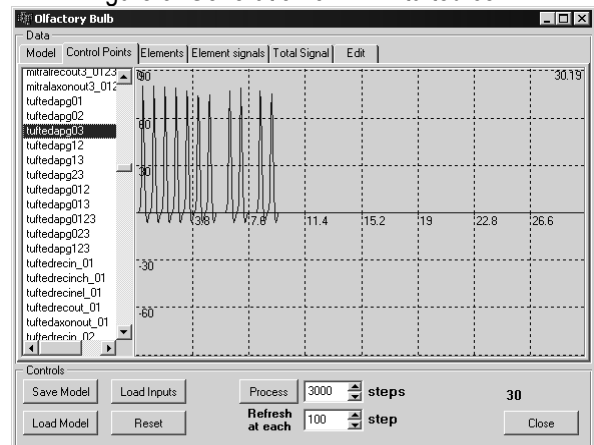 Olfactory Bulb
Data
Model Control Points Elements Element signals Total Signal Edit
mitralrecout3_0123
mitralaxonout3_012
tuftedapg01
tuftedapg02
tuftedapg03
tuftedapg12
tuftedapg13
tuftedapg23
tuftedapg012
tuftedapg013
tuftedapg0123
tuftedapg023
tuftedapg123
tuftedrecin_01
tuftedrecinch_01
tuftedrecinel_01
tuftedrecout_01
tuftedaxonout_01
tuftedrecin_02
90 30.19
60
30
3.8 7.6 11.4 15.2 19 22.8 26.6
-30
-60
Controls
Save Model Load Inputs Process 3000 steps 30
Load Model Reset Refresh at each 100 step Close